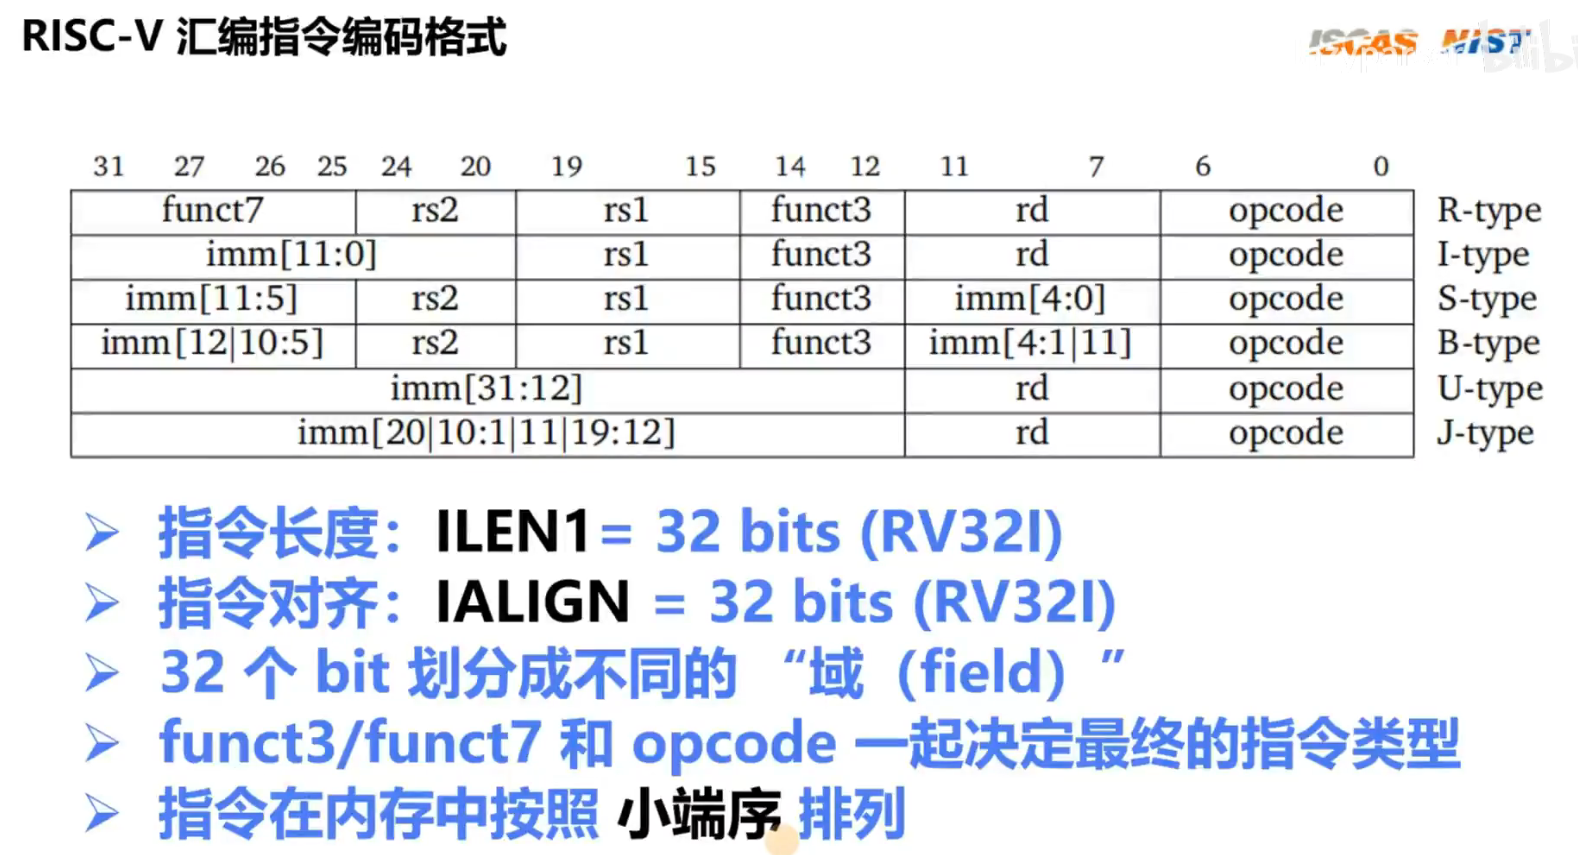 RISC-V 汇编指令编码格式
ISCAS MIST
bilibi
31 27 26 25 24 20 19 15 14 12 11 7 6 0
funct7 rs2 rs1 funct3 rd opcode R-type
imm[11:0] rs1 funct3 rd opcode I-type
imm[11:5] rs2 rs1 funct3 imm[4:0] opcode S-type
imm[12|10:5] rs2 rs1 funct3 imm[4:1|11] opcode B-type
imm[31:12] rd opcode U-type
imm[20|10:1|11|19:12] rd opcode J-type
➢ 指令长度：ILEN1= 32 bits (RV32I)
➢ 指令对齐：IALIGN = 32 bits (RV32I)
➢ 32 个 bit 划分成不同的 “域（field）”
➢ funct3/funct7 和 opcode 一起决定最终的指令类型
➢ 指令在内存中按照 小端序 排列